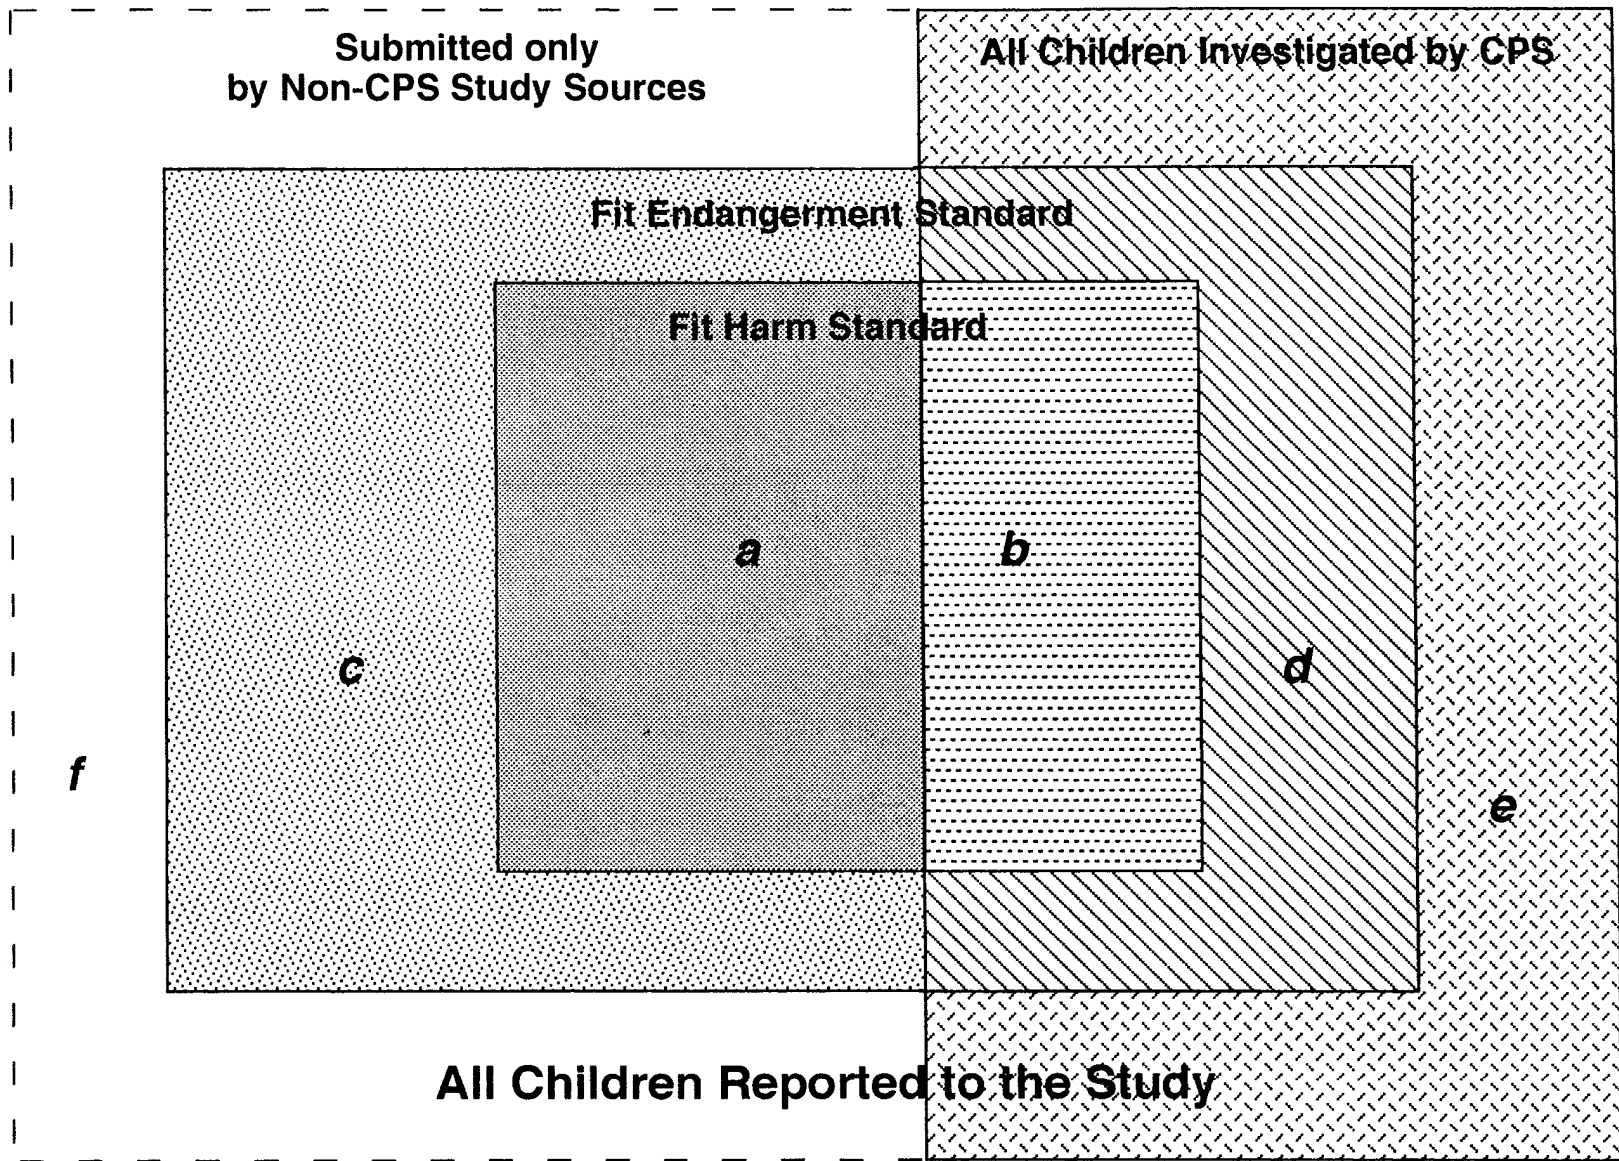 Submitted only
by Non-CPS Study Sources
All Children Investigated by CPS
Fit Endangerment Standard
Fit Harm Standard
a
b
c
d
f
e
All Children Reported to the Study